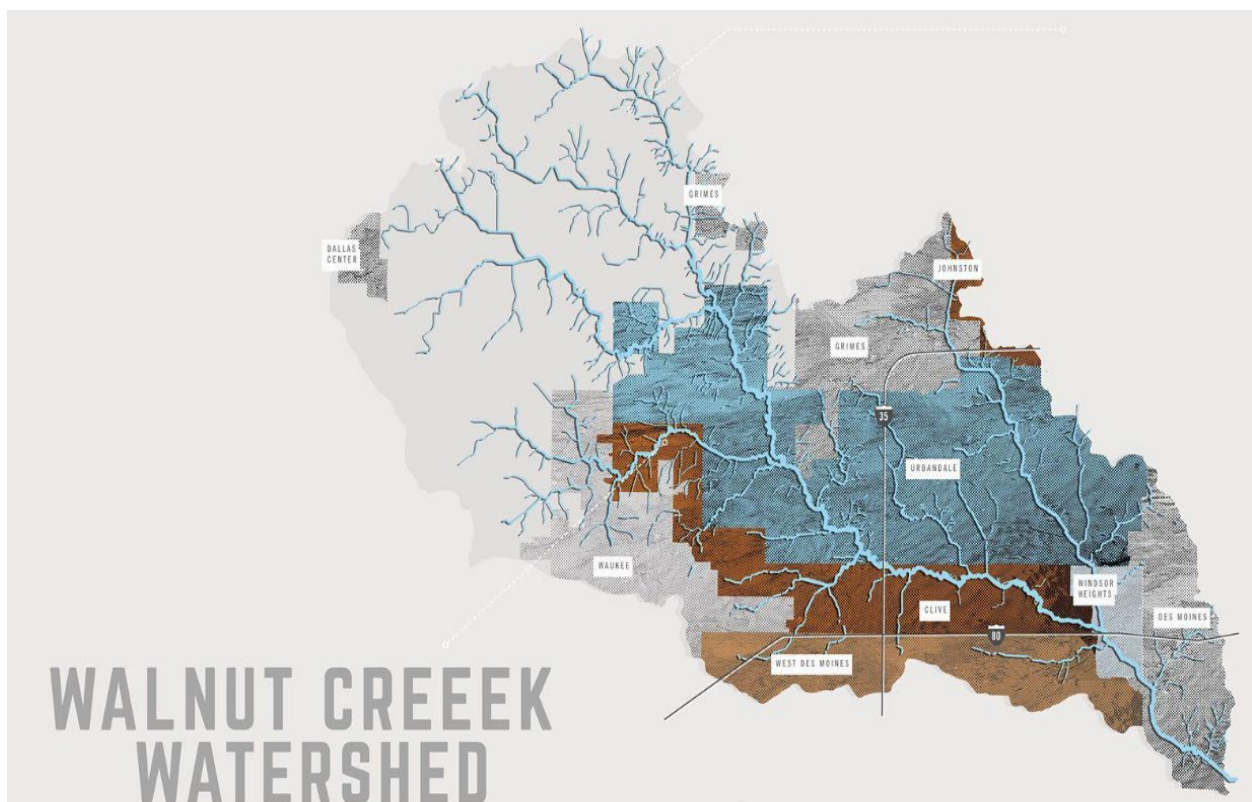 GRIMES
DALLAS
CENTER
JOHNSTON
GRIMES
35
URBANDALE
WAUKEE
WINDSOR
HEIGHTS
CLIVE
DES MOINES
80
WEST DES MOINES
WALNUT CREEEK
WATERSHED